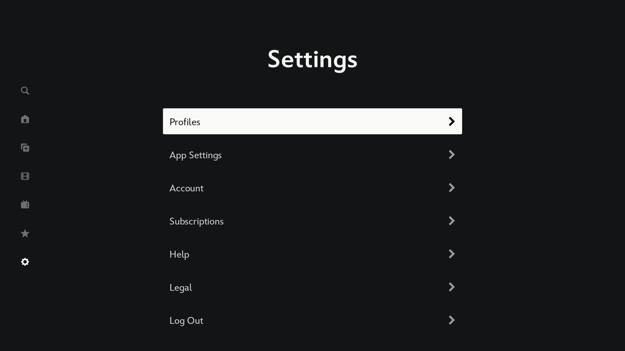 Settings
Profiles
App Settings
Account
Subscriptions
Help
Legal
Log Out